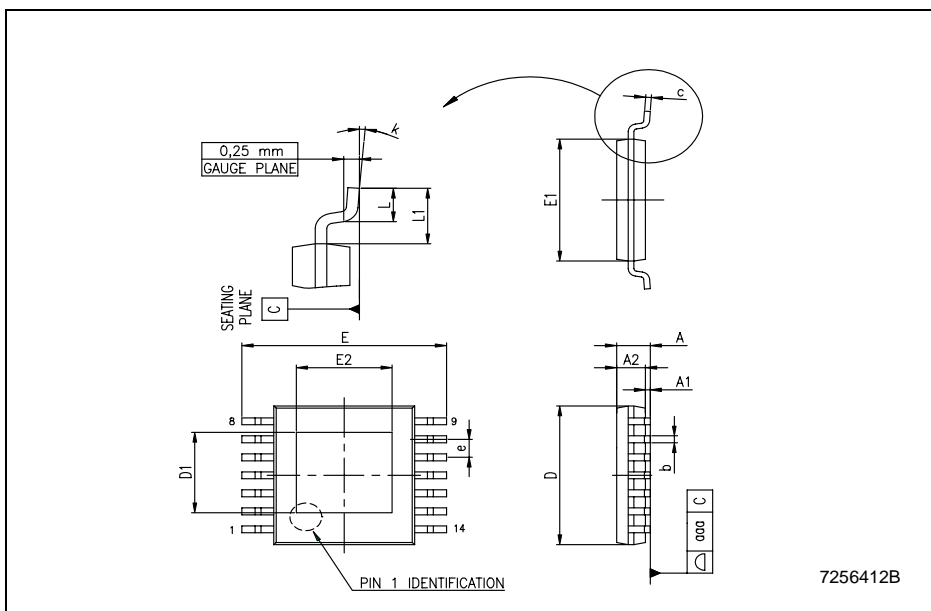 c
k
0,25 mm
GAUGE PLANE
L
L1
E1
SEATING
PLANE
C
E
E2
A
A2
A1
8
9
e
D1
D
b
1
14
aaa C
PIN 1 IDENTIFICATION
7256412B